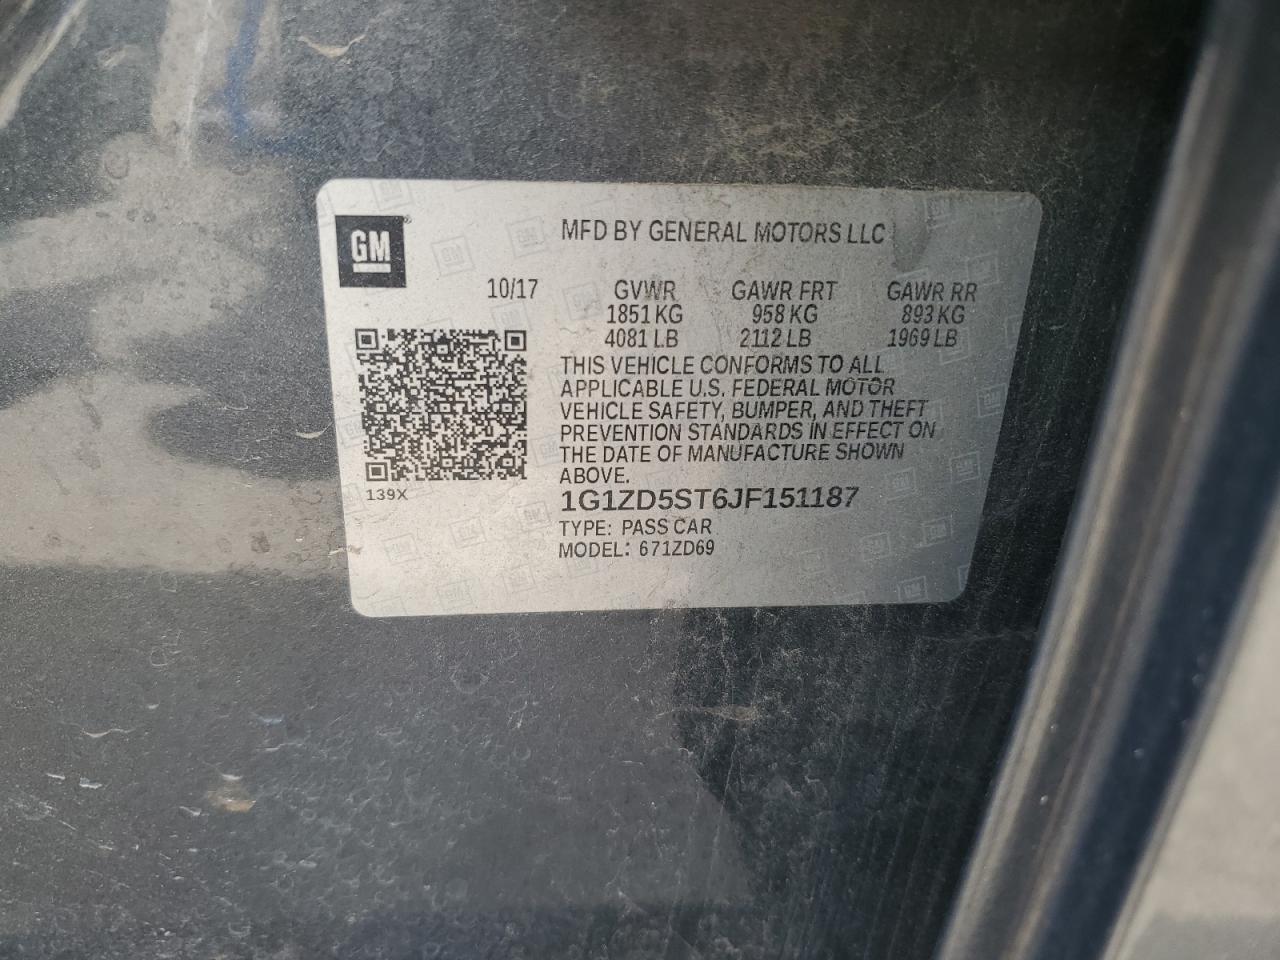 GM
MFD BY GENERAL MOTORS LLC
10/17 GVWR GAWR FRT GAWR RR
1851 KG 958 KG 893 KG
4081 LB 2112 LB 1969 LB
THIS VEHICLE CONFORMS TO ALL
APPLICABLE U.S. FEDERAL MOTOR
VEHICLE SAFETY, BUMPER, AND THEFT
PREVENTION STANDARDS IN EFFECT ON
THE DATE OF MANUFACTURE SHOWN
ABOVE.
139X
1G1ZD5ST6JF151187
TYPE: PASS CAR
MODEL: 671ZD69